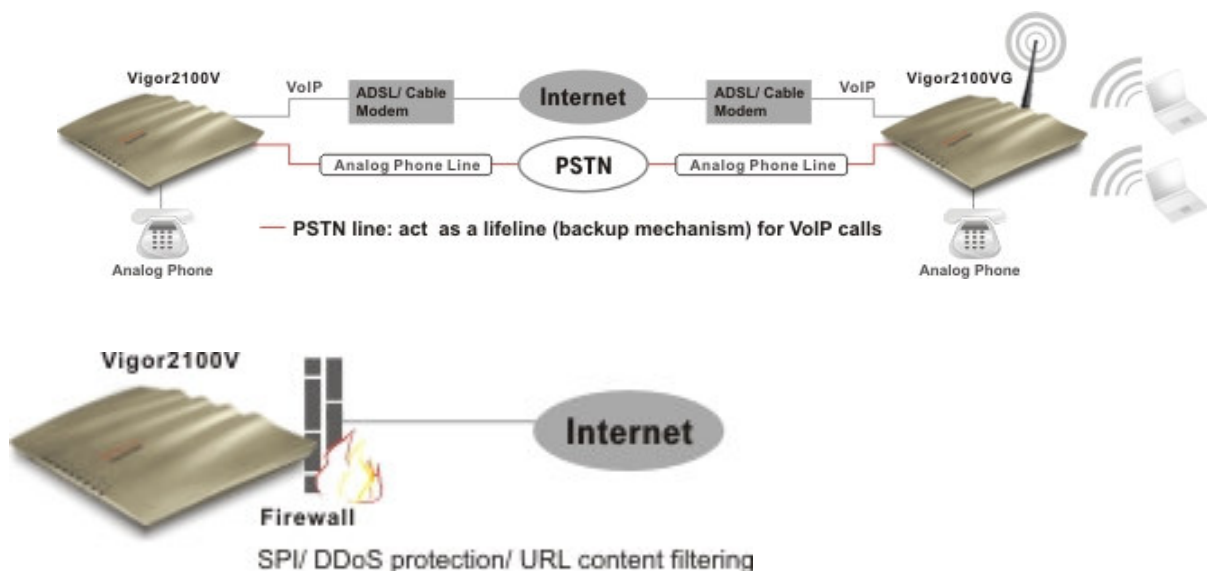 Vigor2100V
VoIP
ADSL/ Cable
Modem
Internet
ADSL/ Cable
Modem
VoIP
Vigor2100VG
Analog Phone Line
PSTN
Analog Phone Line
PSTN line: act as a lifeline (backup mechanism) for VoIP calls
Analog Phone
Analog Phone
Vigor2100V
Internet
Firewall
SPI/ DDoS protection/ URL content filtering